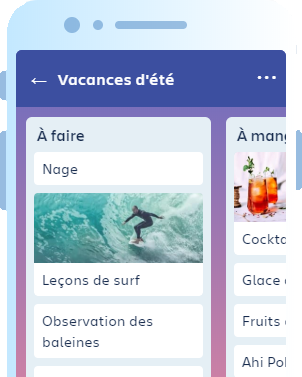 ← Vacances d'été ...
À faire
Nage
Leçons de surf
Observation des
baleines
À mang
Cockta
Glace
Fruits
Ahi Po